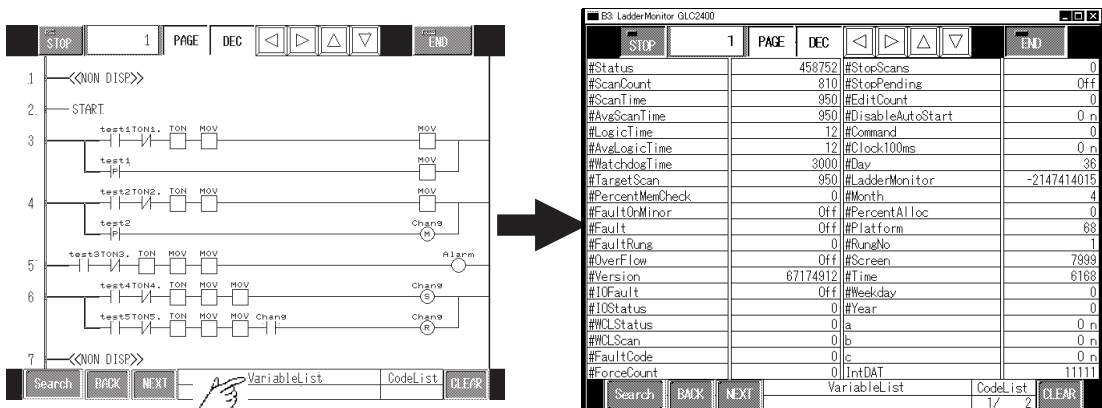 STOP 1 PAGE DEC END
1 <<NON DISP>>
2. START.
3 test1TON1. TON MOV MOV
test1 P MOV
4 test2TON2. TON MOV MOV
test2 P Chang M
5 test3TON3. TON MOV MOV Alarm
6 test4TON4. TON MOV MOV MOV Chang S
test5TON5. TON MOV MOV Chang Chang R
7 <<NON DISP>>
Search BACK NEXT VariableList CodeList CLEAR
B3: LadderMonitor GLC2400
STOP 1 PAGE DEC END
#Status 458752 #StopScans 0
#ScanCount 810 #StopPending Off
#ScanTime 950 #EditCount 0
#AvgScanTime 950 #DisableAutoStart 0 n
#LogicTime 12 #Command 0
#AvgLogicTime 12 #Clock100ms 0 n
#WatchdogTime 3000 #Day 36
#TargetScan 950 #LadderMonitor -2147414015
#PercentMemCheck 0 #Month 4
#FaultOnMinor Off #PercentAlloc 0
#Fault Off #Platform 68
#FaultRung 0 #RungNo 1
#OverFlow Off #Screen 7999
#Version 67174912 #Time 6168
#IOFault Off #Weekday 0
#IOStatus 0 #Year 0
#WCLStatus 0 a 0 n
#WCLScan 0 b 0 n
#FaultCode 0 c 0 n
#ForceCount 0 IntDAT 11111
Search BACK NEXT VariableList CodeList CLEAR
1/ 2